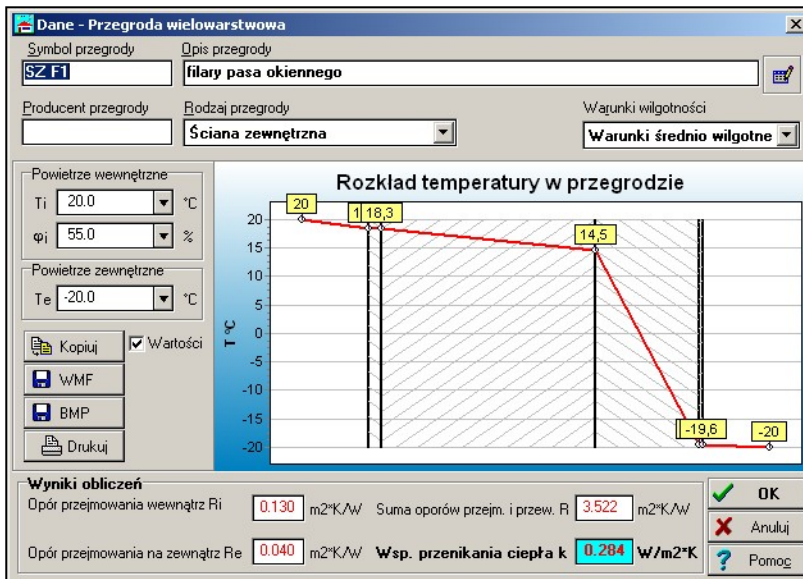 Dane - Przegroda wielowarstwowa
Symbol przegrody
Opis przegrody
SZ F1
filary pasa okiennego
Producent przegrody
Rodzaj przegrody
Warunki wilgotności
Ściana zewnętrzna
Warunki średnio wilgotne
Powietrze wewnętrzne
Ti 20.0 °C
φi 55.0 %
Powietrze zewnętrzne
Te -20.0 °C
Kopiuj
Wartości
WMF
BMP
Drukuj
Rozkład temperatury w przegrodzie
T °C
20
15
10
5
0
-5
-10
-15
-20
20
18,3
14,5
-19,6
-20
Wyniki obliczeń
Opór przejmowania wewnątrz Ri 0.130 m2*K/W
Suma oporów przejm. i przew. R 3.522 m2*K/W
Opór przejmowania na zewnątrz Re 0.040 m2*K/W
Wsp. przenikania ciepła k 0.284 W/m2*K
OK
Anuluj
Pomoc